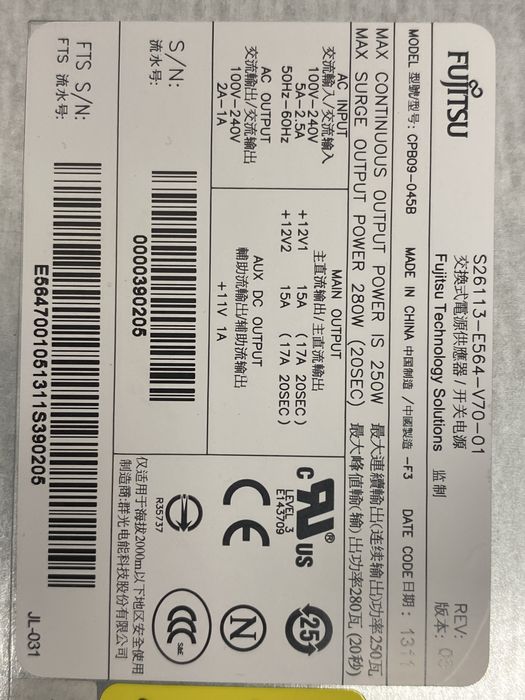 FUJITSU
S26113-E564-V70-01
交換式電源供應器/开关电源
Fujitsu Technology Solutions 监制
REV:
版本:
MODEL 型號/型号: CPB09-045B MADE IN CHINA 中国制造 /中國製造 -F3 DATE CODE日期:
MAX CONTINUOUS OUTPUT POWER IS 250W 最大連續輸出(连续输出)功率250瓦
MAX SURGE OUTPUT POWER 280W (20SEC) 最大峰值輸(输)出功率280瓦 (20秒)
AC INPUT
交流輸入/交流输入
100V-240V
5A-2.5A
50Hz-60Hz
AC OUTPUT
交流輸出/交流输出
100V-240V
2A-1A
MAIN OUTPUT
主直流输出/主直流輸出
+12V1 15A (17A 20SEC)
+12V2 15A (17A 20SEC)
AUX DC OUTPUT
輔助流輸出/辅助流输出
+11V 1A
C UL US
LEVEL 3
E143709
25
CE
N
R35737
CCC
S&E
S/N:
流水号:
0000390205
仅适用于海拔2000m以下地区安全使用
制造商:群光电能科技股份有限公司
FTS S/N:
FTS 流水号:
E5647001051311S390205
JL-031